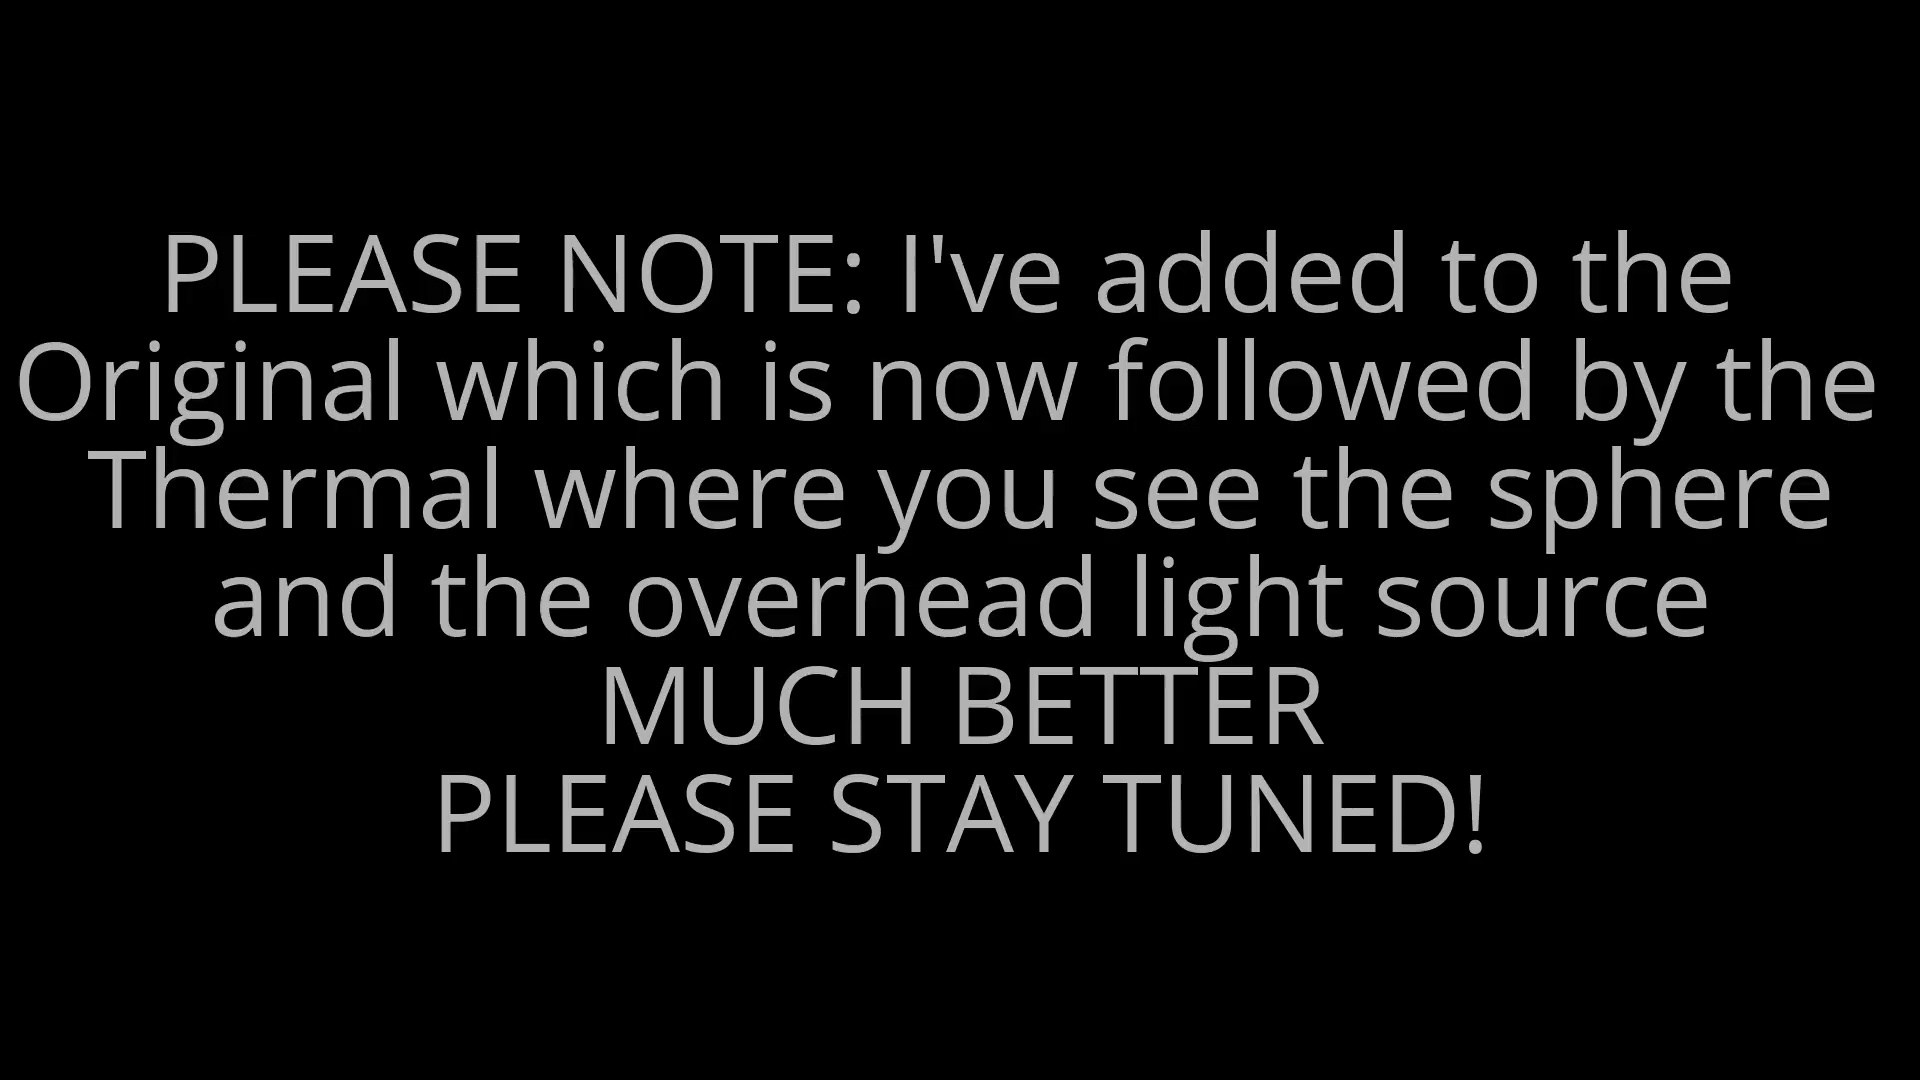 PLEASE NOTE: I've added to the
Original which is now followed by the
Thermal where you see the sphere
and the overhead light source
MUCH BETTER
PLEASE STAY TUNED!